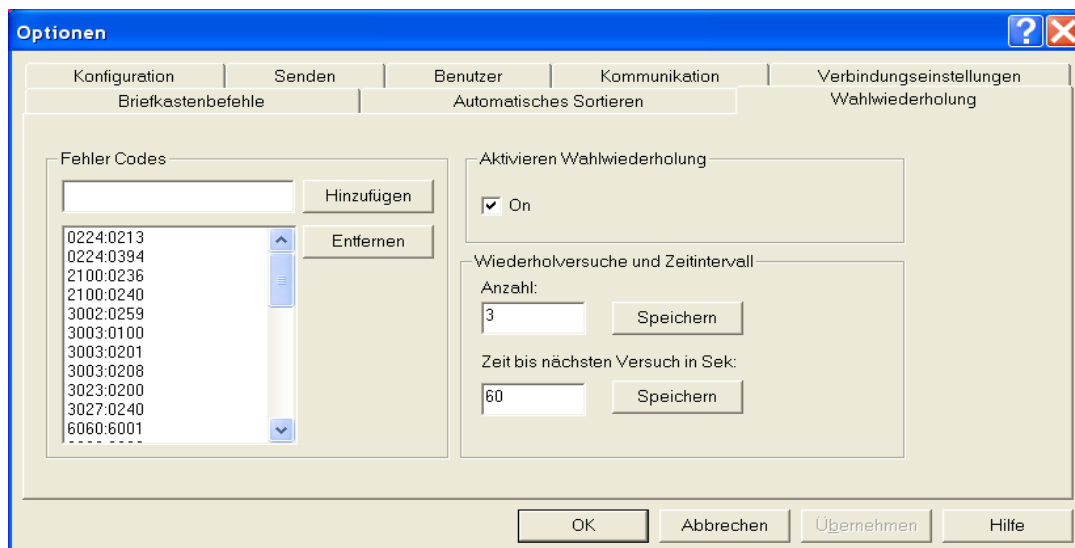 Optionen
Konfiguration
Senden
Benutzer
Kommunikation
Verbindungseinstellungen
Briefkastenbefehle
Automatisches Sortieren
Wahlwiederholung
Fehler Codes
Hinzufügen
0224:0213
0224:0394
2100:0236
2100:0240
3002:0259
3003:0100
3003:0201
3003:0208
3023:0200
3027:0240
6060:6001
Entfernen
Aktivieren Wahlwiederholung
On
Wiederholversuche und Zeitintervall
Anzahl:
3
Speichern
Zeit bis nächsten Versuch in Sek:
60
Speichern
OK
Abbrechen
Übernehmen
Hilfe